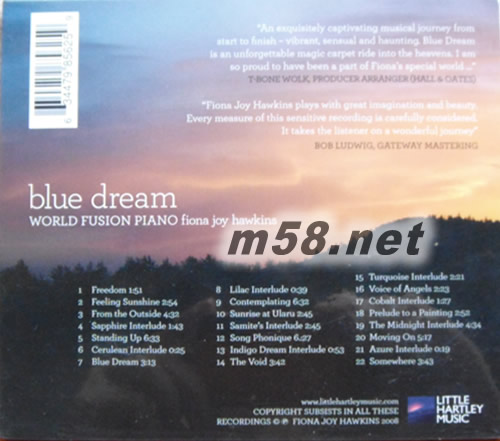 "An exquisitely captivating musical journey from
start to finish – vibrant, sensual and haunting. Blue Dream
is an unforgettable magic carpet ride into the heavens. I am
so proud to have been a part of Fiona's special world ..."
T-BONE WOLK, PRODUCER ARRANGER (HALL & OATES)
"Fiona Joy Hawkins plays with great imagination and beauty.
Every measure of this sensitive recording is carefully considered.
It takes the listener on a wonderful journey"
BOB LUDWIG, GATEWAY MASTERING
6 34479 85825 9
blue dream
WORLD FUSION PIANO fiona joy hawkins
m58.net
1 Freedom 1:51
2 Feeling Sunshine 2:54
3 From the Outside 4:32
4 Sapphire Interlude 1:43
5 Standing Up 6:33
6 Cerulean Interlude 0:25
7 Blue Dream 3:13
8 Lilac Interlude 0:39
9 Contemplating 6:32
10 Sunrise at Ularu 2:45
11 Samite's Interlude 2:45
12 Song Phonique 6:27
13 Indigo Dream Interlude 0:53
14 The Void 3:42
15 Turquoise Interlude 2:21
16 Voice of Angels 2:23
17 Cobalt Interlude 1:27
18 Prelude to a Painting 2:52
19 The Midnight Interlude 4:34
20 Moving On 5:17
21 Azure Interlude 0:19
22 Somewhere 3:43
www.littlehartleymusic.com
COPYRIGHT SUBSISTS IN ALL THESE
RECORDINGS © ℗ FIONA JOY HAWKINS 2008
LITTLE
HARTLEY
MUSIC